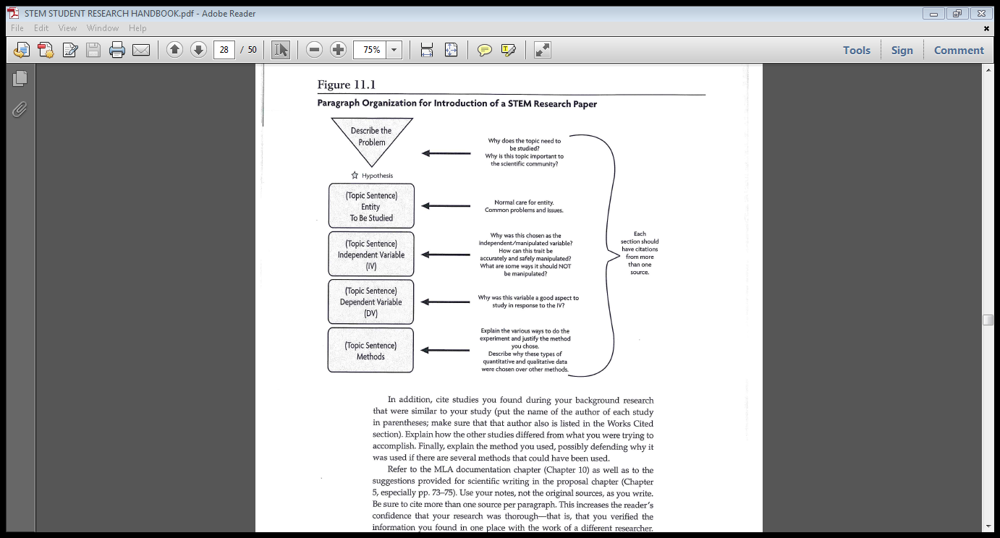 STEM STUDENT RESEARCH HANDBOOK.pdf - Adobe Reader
File Edit View Window Help
28 / 50
75%
Tools
Sign
Comment
Figure 11.1
Paragraph Organization for Introduction of a STEM Research Paper
Describe the
Problem
Why does the topic need to
be studied?
Why is this topic important to
the scientific community?
☆ Hypothesis
(Topic Sentence)
Entity
To Be Studied
Normal care for entity.
Common problems and issues.
(Topic Sentence)
Independent Variable
(IV)
Why was this chosen as the
independent/manipulated variable?
How can this trait be
accurately and safely manipulated?
What are some ways it should NOT
be manipulated?
(Topic Sentence)
Dependent Variable
(DV)
Why was this variable a good aspect to
study in response to the IV?
(Topic Sentence)
Methods
Explain the various ways to do the
experiment and justify the method
you chose.
Describe why these types of
quantitative and qualitative data
were chosen over other methods.
Each
section should
have citations
from more
than one
source.
In addition, cite studies you found during your background research
that were similar to your study (put the name of the author of each study
in parentheses; make sure that that author also is listed in the Works Cited
section). Explain how the other studies differed from what you were trying to
accomplish. Finally, explain the method you used, possibly defending why it
was used if there are several methods that could have been used.
Refer to the MLA documentation chapter (Chapter 10) as well as to the
suggestions provided for scientific writing in the proposal chapter (Chapter
5, especially pp. 73–75). Use your notes, not the original sources, as you write.
Be sure to cite more than one source per paragraph. This increases the reader's
confidence that your research was thorough—that is, that you verified the
information you found in one place with the work of a different researcher.